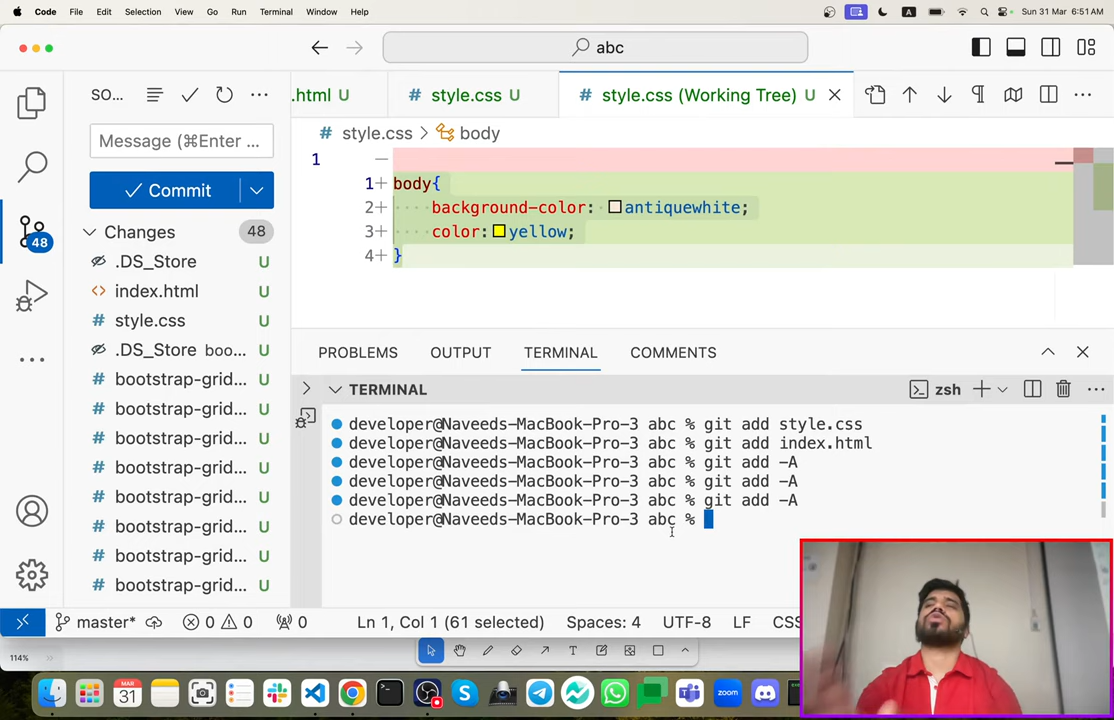 Code File Edit Selection View Go Run Terminal Window Help
A
Sun 31 Mar 6:51 AM
abc
SO...
.html U
style.css U
style.css (Working Tree) U
Message (⌘Enter ...
Commit
style.css > body
1
1+ body{
2+ ····background-color: ·antiquewhite;
3+ color: yellow;
4+ }
48
Changes 48
.DS_Store U
index.html U
style.css U
.DS_Store boo... U
bootstrap-grid... U
bootstrap-grid... U
bootstrap-grid... U
bootstrap-grid... U
bootstrap-grid... U
bootstrap-grid... U
bootstrap-grid... U
bootstrap-grid... U
PROBLEMS OUTPUT TERMINAL COMMENTS
TERMINAL
zsh
developer@Naveeds-MacBook-Pro-3 abc % git add style.css
developer@Naveeds-MacBook-Pro-3 abc % git add index.html
developer@Naveeds-MacBook-Pro-3 abc % git add -A
developer@Naveeds-MacBook-Pro-3 abc % git add -A
developer@Naveeds-MacBook-Pro-3 abc % git add -A
developer@Naveeds-MacBook-Pro-3 abc %
master* 0 0 0 Ln 1, Col 1 (61 selected) Spaces: 4 UTF-8 LF CSS
114%
T
MAR
31
zoom